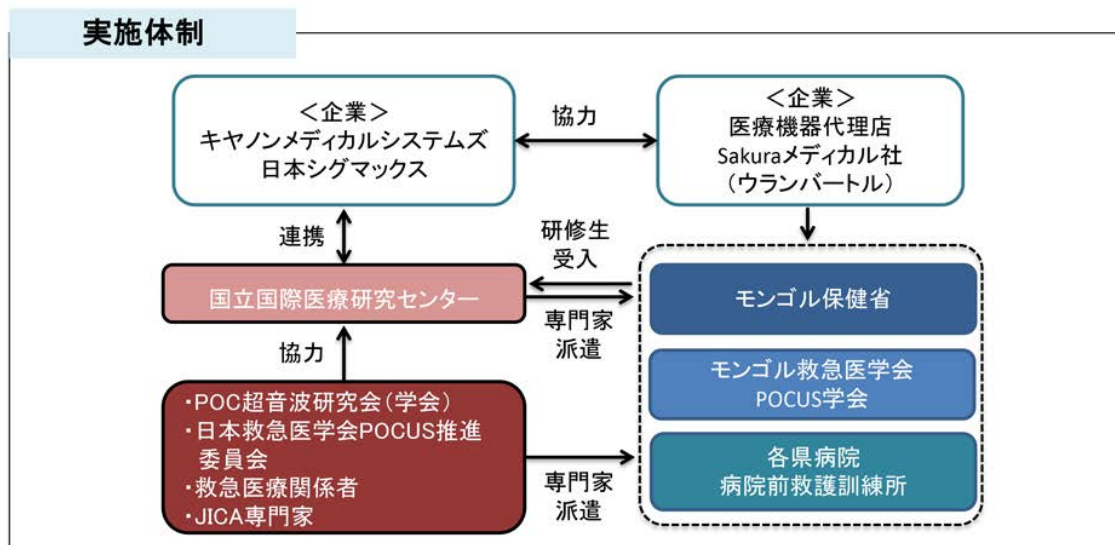 実施体制
＜企業＞
キヤノンメディカルシステムズ
日本シグマックス
協力
＜企業＞
医療機器代理店
Sakuraメディカル社
（ウランバートル）
連携
研修生
受入
国立国際医療研究センター
専門家
派遣
モンゴル保健省
協力
モンゴル救急医学会
POCUS学会
・POC超音波研究会（学会）
・日本救急医学会POCUS推進
委員会
・救急医療関係者
・JICA専門家
専門家
派遣
各県病院
病院前救護訓練所